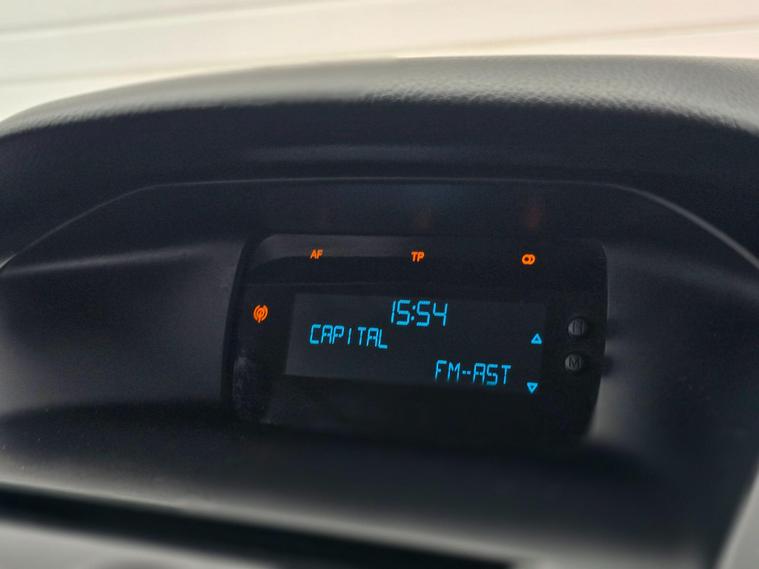 AF TP
15:54
CAPITAL
FM--AST
H
M